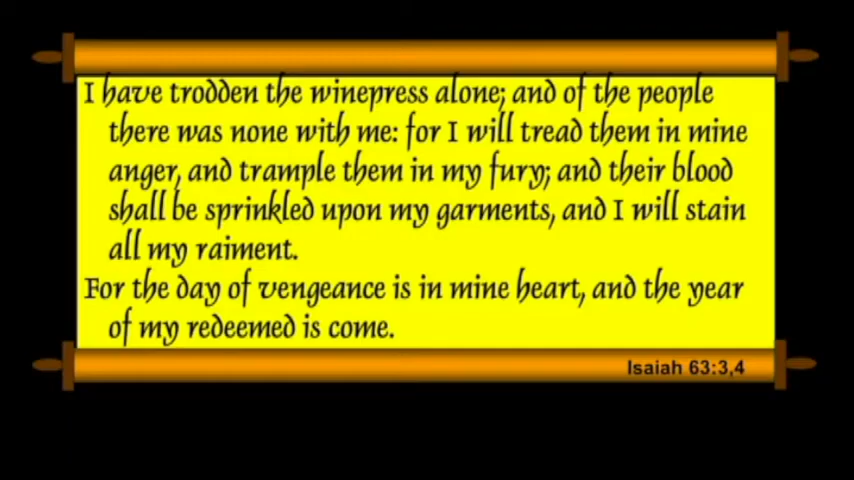 I have trodden the winepress alone; and of the people
there was none with me: for I will tread them in mine
anger, and trample them in my fury; and their blood
shall be sprinkled upon my garments, and I will stain
all my raiment.
For the day of vengeance is in mine heart, and the year
of my redeemed is come.
Isaiah 63:3,4